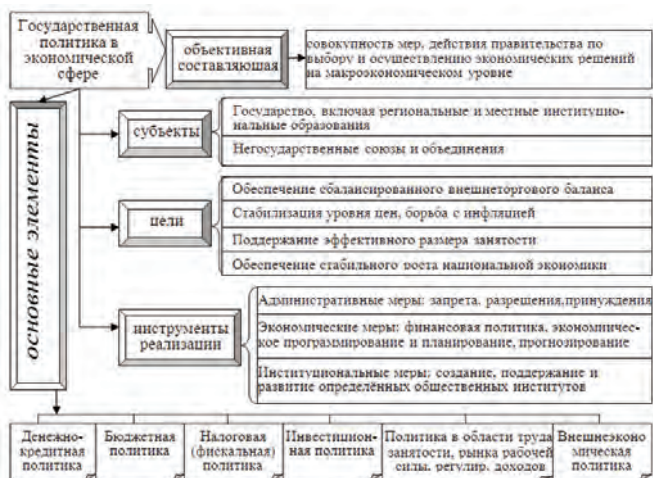 Государственная
политика в
экономической
сфере
объективная
составляющая
совокупность мер, действия правительства по
выбору и осуществлению экономических решений
на макроэкономическом уровне
основные элементы
субъекты
Государство, включая региональные и местные институцио-
нальные образования
Негосударственные союзы и объединения
цели
Обеспечение сбалансированного внешнеторгового баланса
Стабилизация уровня цен, борьба с инфляцией
Поддержание эффективного размера занятости
Обеспечение стабильного роста национальной экономики
инструменты
реализации
Административные меры: запрета, разрешения,принуждения
Экономические меры: финансовая политика, экономичес-
кое программирование и планирование, прогнозирование
Институциональные меры: создание, поддержание и
развитие определённых общественных институтов
Денежно-
кредитная
политика
Бюджетная
политика
Налоговая
(фискальная)
политика
Инвестицион-
ная политика
Политика в области труда
занятости, рынка рабочей
силы, регулир. доходов
Внешнеэконо
мическая
политика